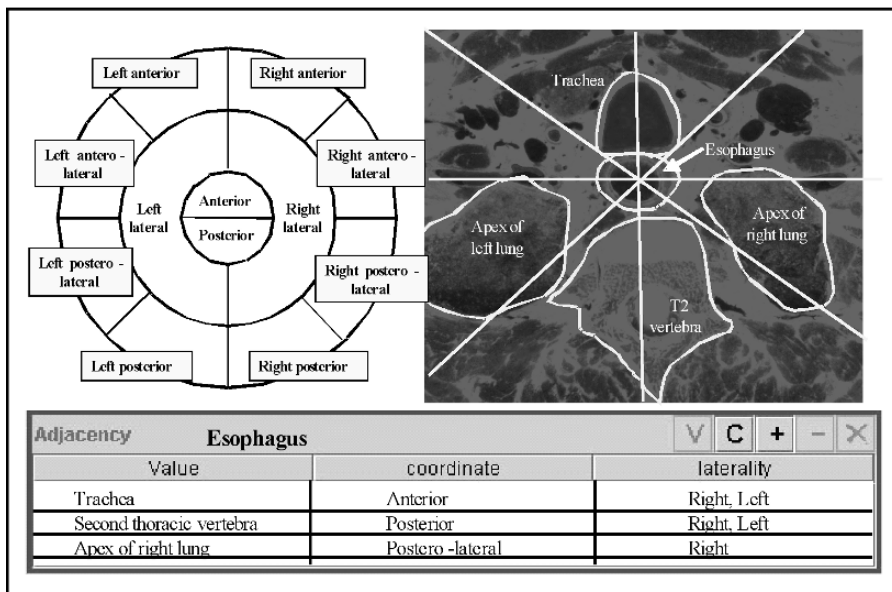 Left anterior
Right anterior
Left antero -
lateral
Right antero -
lateral
Left
lateral
Anterior
Posterior
Right
lateral
Left postero -
lateral
Right postero -
lateral
Left posterior
Right posterior
Trachea
Esophagus
Apex of
left lung
Apex of
right lung
T2
vertebra
Adjacency Esophagus V C + − X
Value coordinate laterality
Trachea Anterior Right, Left
Second thoracic vertebra Posterior Right, Left
Apex of right lung Postero -lateral Right